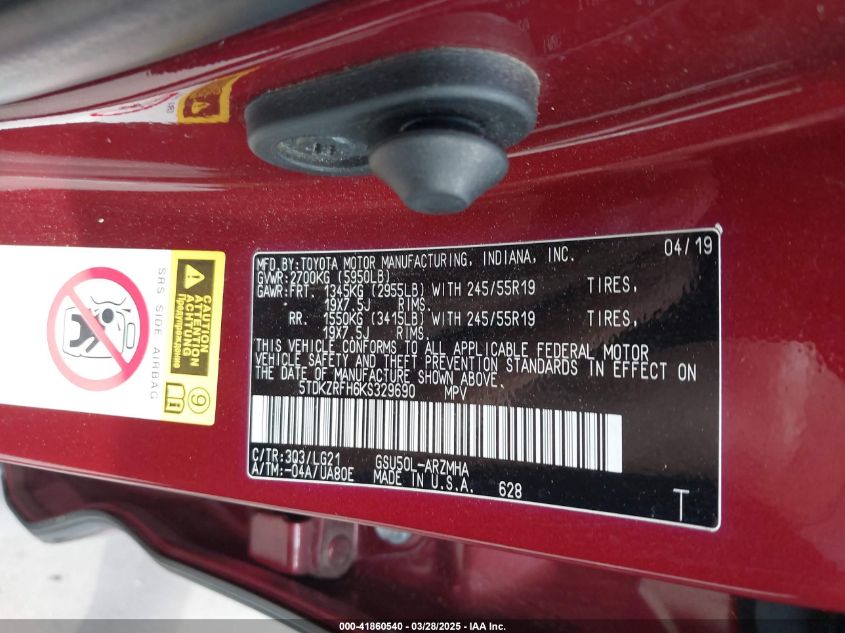 MFD.BY:TOYOTA MOTOR MANUFACTURING, INDIANA, INC. 04/19
GVWR:2700KG (5950LB)
GAWR:FRT. 1345KG (2955LB) WITH 245/55R19 TIRES,
19X7.5J RIMS.
RR. 1550KG (3415LB) WITH 245/55R19 TIRES,
19X7.5J RIMS.
THIS VEHICLE CONFORMS TO ALL APPLICABLE FEDERAL MOTOR
VEHICLE SAFETY AND THEFT PREVENTION STANDARDS IN EFFECT ON
THE DATE OF MANUFACTURE SHOWN ABOVE.
5TDKZRFH6KS329690 MPV
C/TR:3Q3/LG21 GSU50L-ARZMHA
A/TM:-04A/UA80E MADE IN U.S.A. 628
T
SRS SIDE AIRBAG
CAUTION
ATTENTION
ACHTUNG
Предупреждение
9
000-41860540 - 03/28/2025 - IAA Inc.